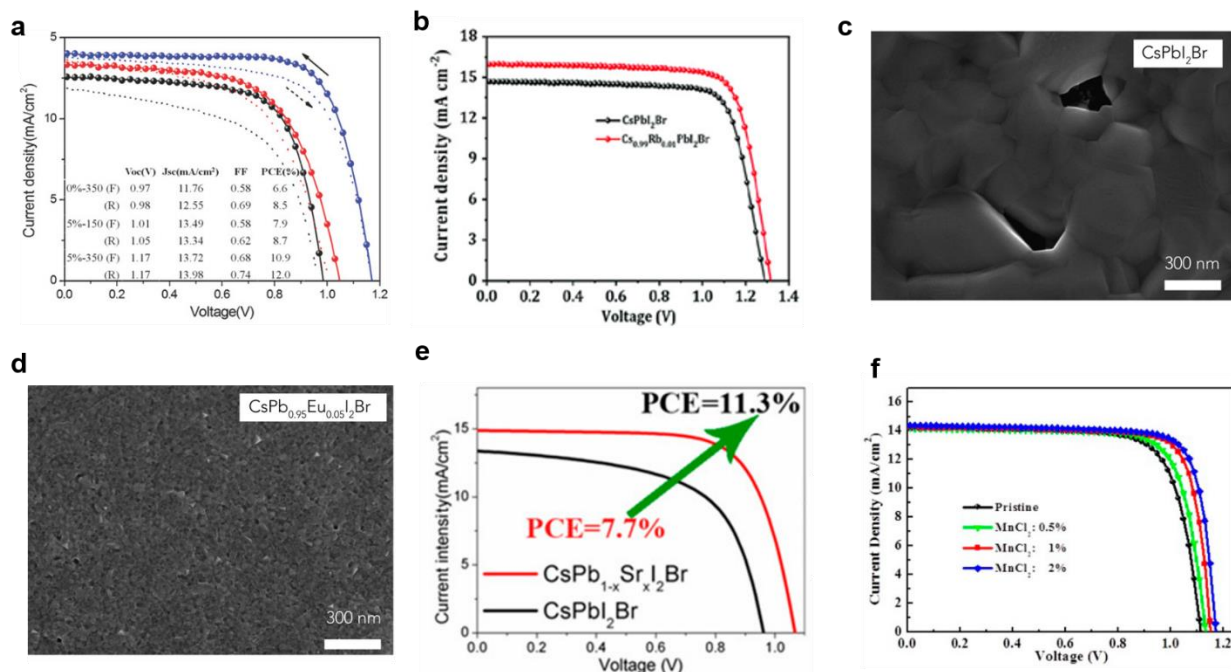 a
Current density(mA/cm²)
5
10
5
0
Voc(V) Jsc(mA/cm²) FF PCE(%)
0%-350 (F) 0.97 11.76 0.58 6.6
(R) 0.98 12.55 0.69 8.5
5%-150 (F) 1.01 13.49 0.58 7.9
(R) 1.05 13.34 0.62 8.7
5%-350 (F) 1.17 13.72 0.68 10.9
(R) 1.17 13.98 0.74 12.0
0.0 0.2 0.4 0.6 0.8 1.0 1.2
Voltage(V)
b
Current density (mA cm⁻²)
18
15
12
9
6
3
0
CsPbI₂Br
Cs₀.₉₉Rb₀.₀₁PbI₂Br
0.0 0.2 0.4 0.6 0.8 1.0 1.2 1.4
Voltage (V)
c
CsPbI₂Br
300 nm
d
CsPb₀.₉₅Eu₀.₀₅I₂Br
300 nm
e
Current intensity(mA/cm²)
20
15
10
5
0
PCE=11.3%
PCE=7.7%
CsPb₁₋ₓSrₓI₂Br
CsPbI₂Br
0.0 0.2 0.4 0.6 0.8 1.0
Voltage (V)
f
Current Density (mA/cm²)
16
14
12
10
8
6
4
2
0
Pristine
MnCl₂: 0.5%
MnCl₂: 1%
MnCl₂: 2%
0.0 0.2 0.4 0.6 0.8 1.0 1.2
Voltage (V)